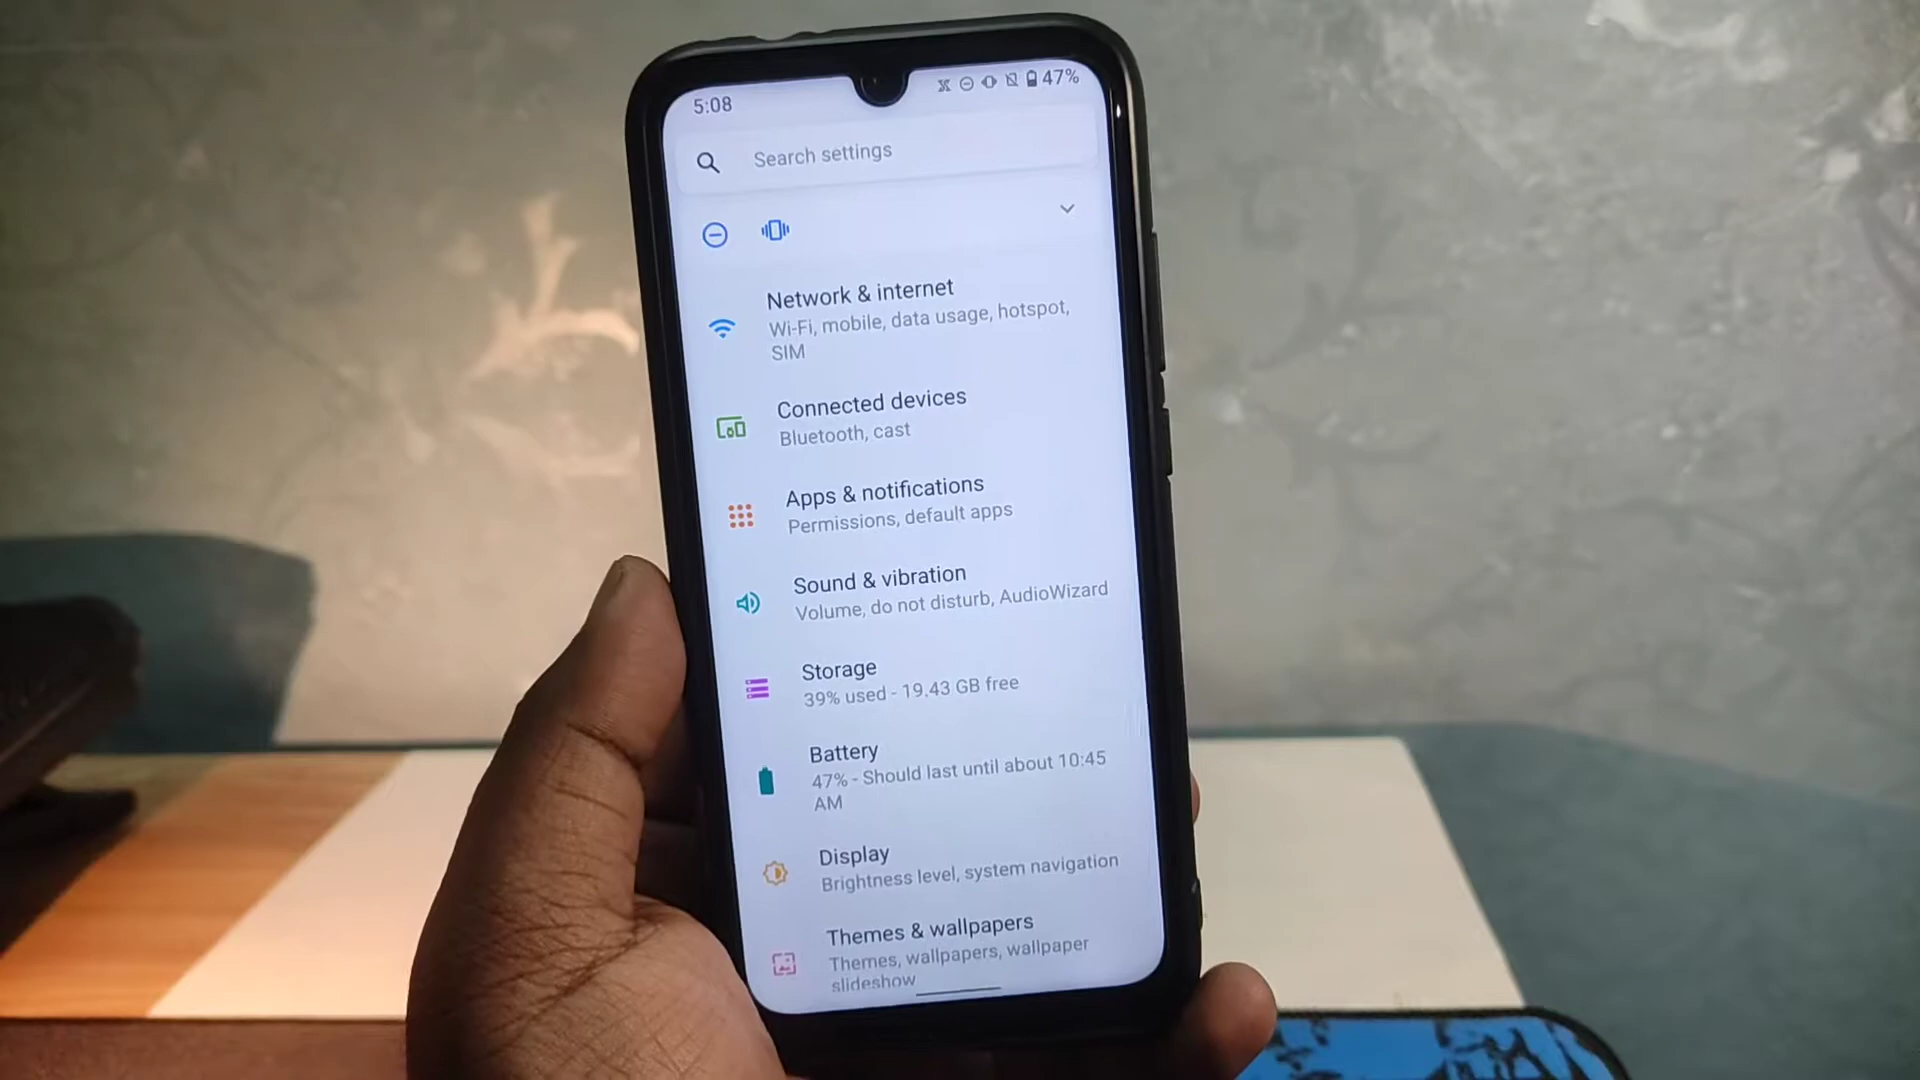 5:08
47%
Search settings
Network & internet
Wi-Fi, mobile, data usage, hotspot,
SIM
Connected devices
Bluetooth, cast
Apps & notifications
Permissions, default apps
Sound & vibration
Volume, do not disturb, AudioWizard
Storage
39% used - 19.43 GB free
Battery
47% - Should last until about 10:45
AM
Display
Brightness level, system navigation
Themes & wallpapers
Themes, wallpapers, wallpaper
slideshow